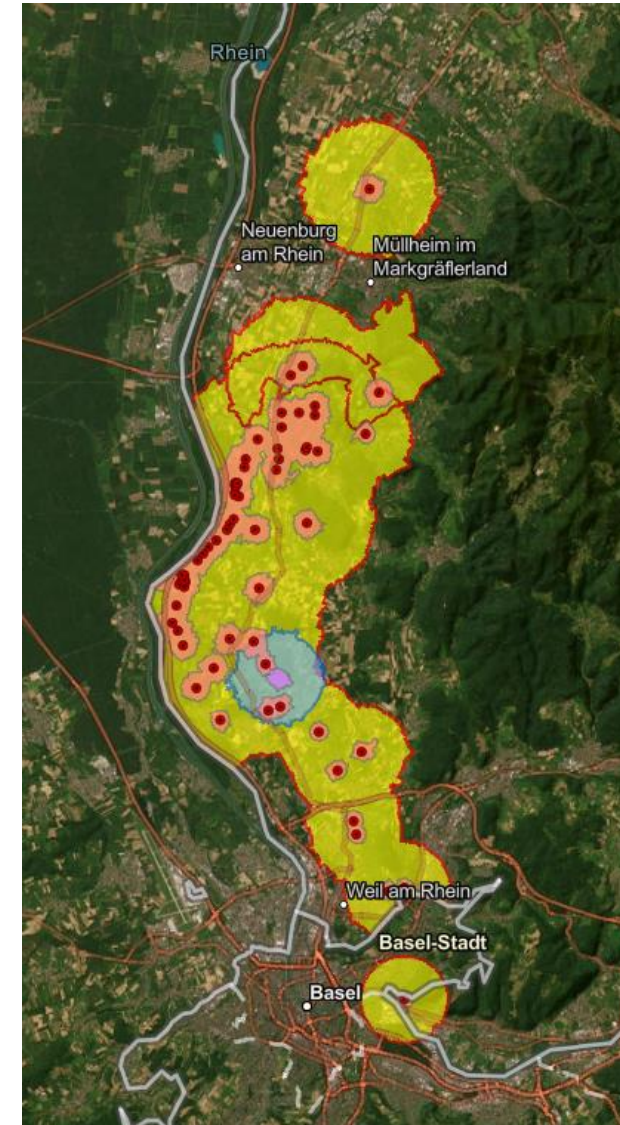 Rhein
Neuenburg
am Rhein
Müllheim im
Markgräflerland
Weil am Rhein
Basel-Stadt
Basel